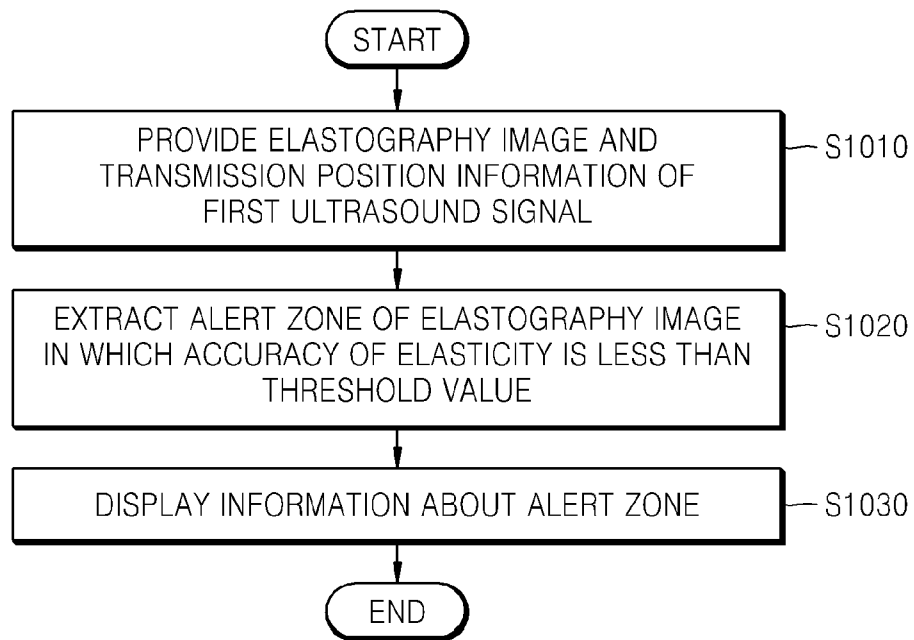 START
PROVIDE ELASTOGRAPHY IMAGE AND
TRANSMISSION POSITION INFORMATION OF
FIRST ULTRASOUND SIGNAL
S1010
EXTRACT ALERT ZONE OF ELASTOGRAPHY IMAGE
IN WHICH ACCURACY OF ELASTICITY IS LESS THAN
THRESHOLD VALUE
S1020
DISPLAY INFORMATION ABOUT ALERT ZONE
S1030
END